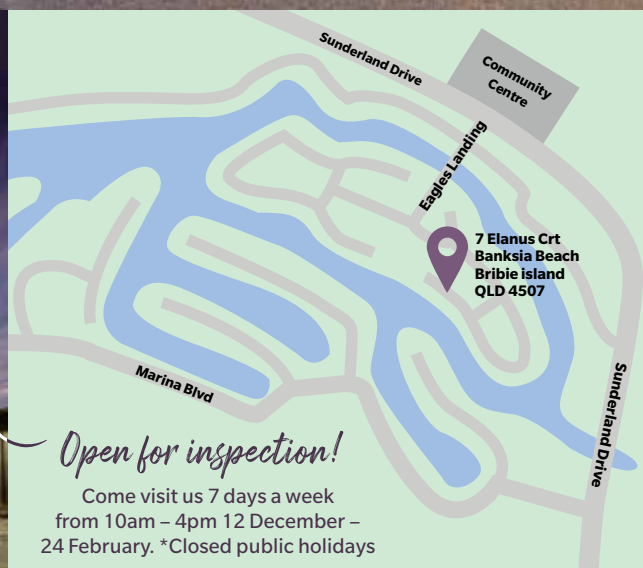 Sunderland Drive
Community
Centre
Eagles Landing
7 Elanus Crt
Banksia Beach
Bribie island
QLD 4507
Marina Blvd
Sunderland Drive
Open for inspection!
Come visit us 7 days a week
from 10am – 4pm 12 December –
24 February. *Closed public holidays